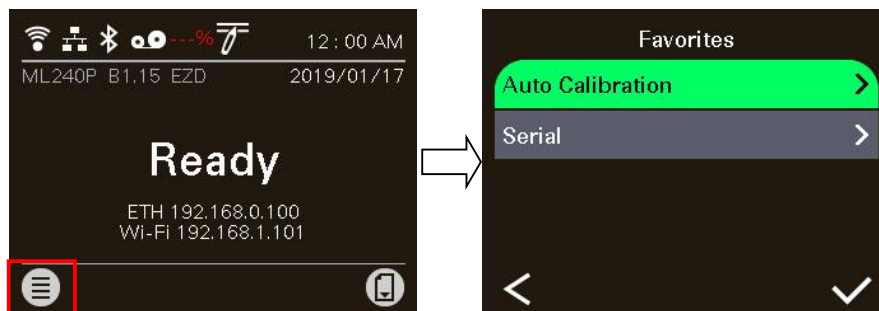 ---% 12:00 AM
ML240P B1.15 EZD 2019/01/17
Ready
ETH 192.168.0.100
Wi-Fi 192.168.1.101
Favorites
Auto Calibration
Serial